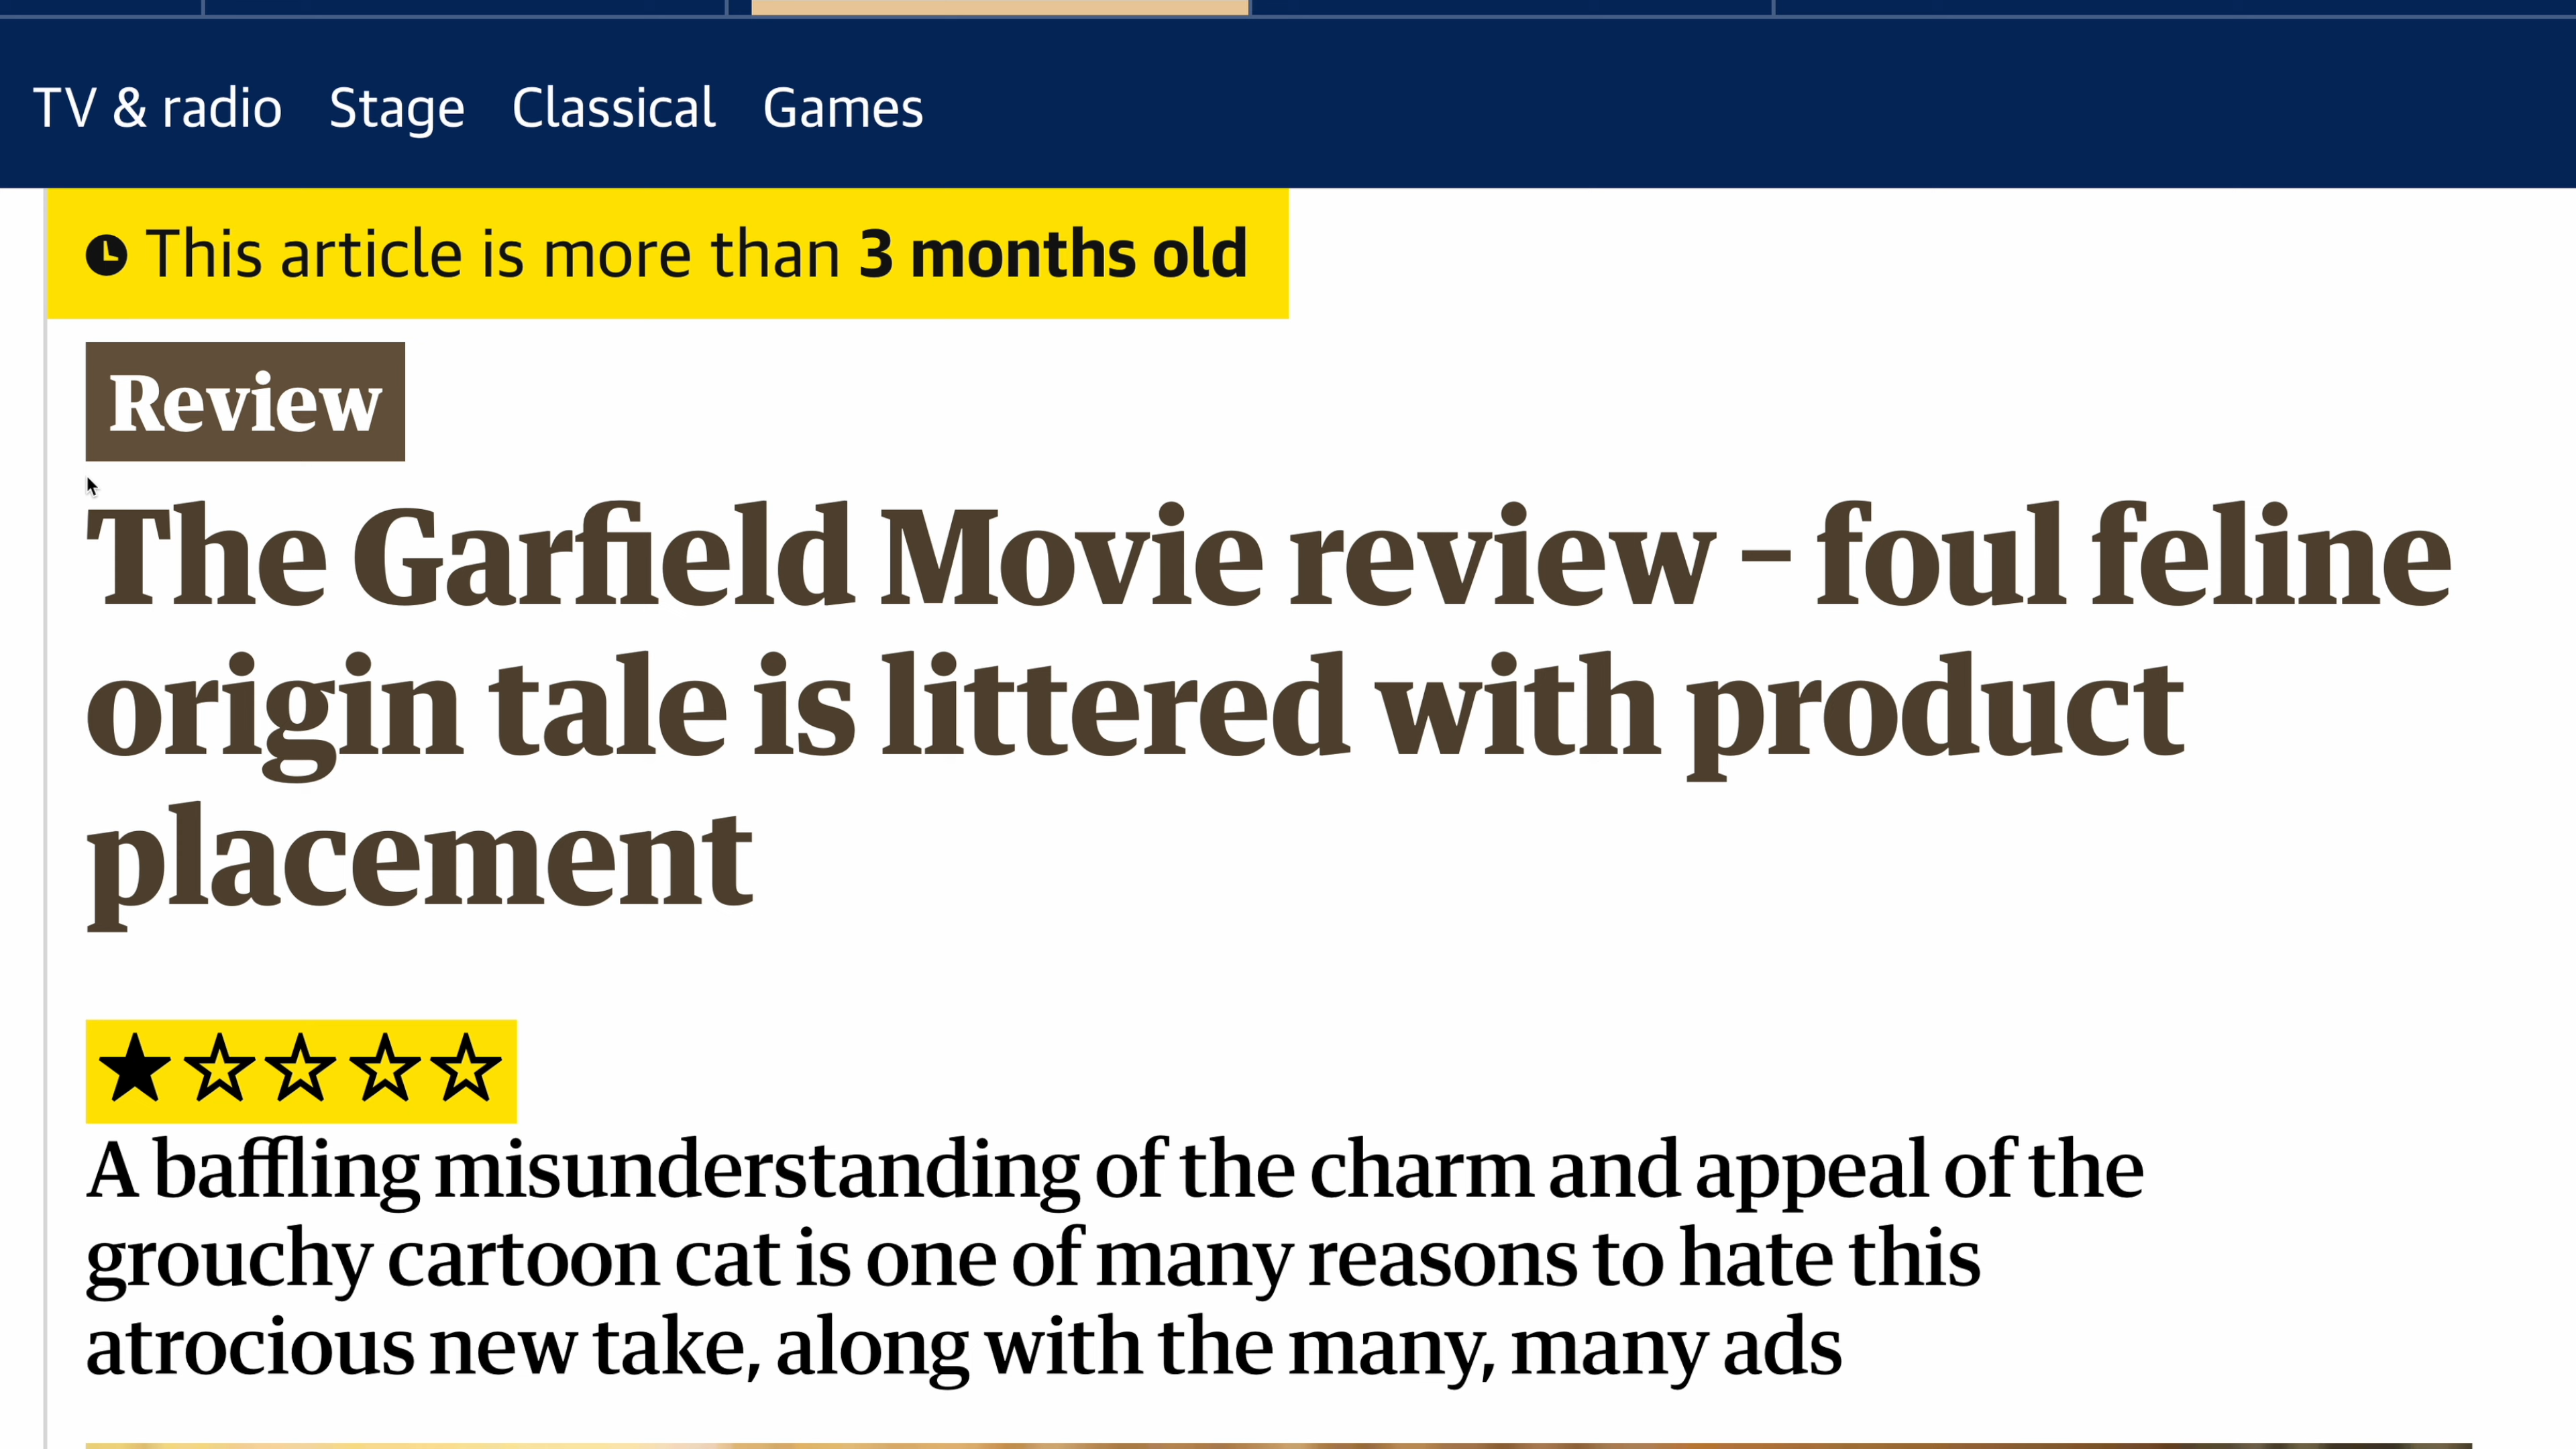 TV & radio Stage Classical Games
This article is more than 3 months old
Review
The Garfield Movie review – foul feline
origin tale is littered with product
placement
A baffling misunderstanding of the charm and appeal of the
grouchy cartoon cat is one of many reasons to hate this
atrocious new take, along with the many, many ads